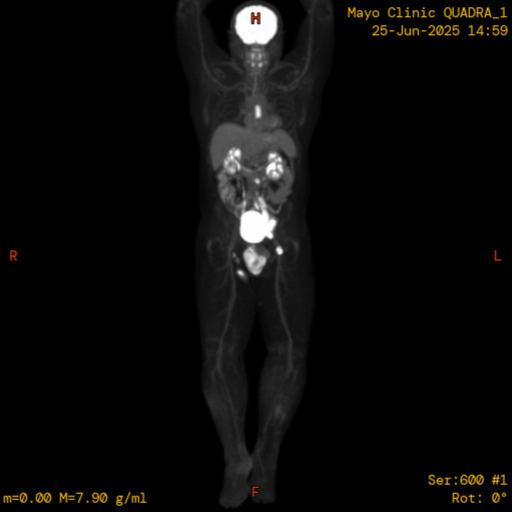 H
Mayo Clinic QUADRA_1
25-Jun-2025 14:59
R
L
F
m=0.00 M=7.90 g/ml
Ser:600 #1
Rot: 0°